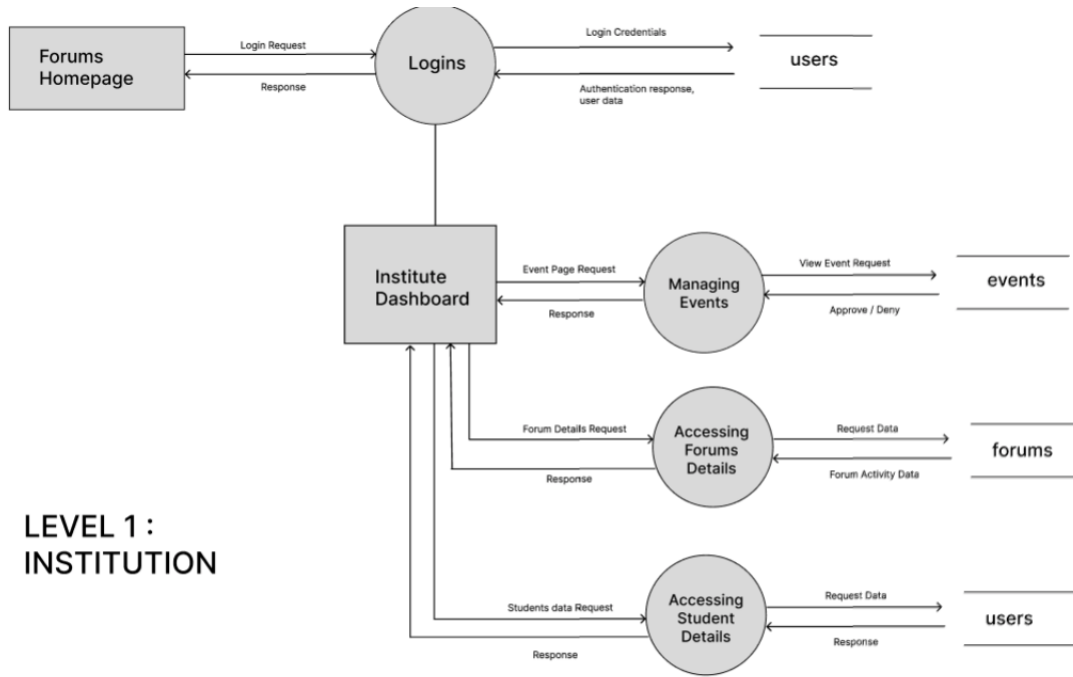 Forums
Homepage
Login Request
Response
Logins
Login Credentials
Authentication response,
user data
users
Institute
Dashboard
Event Page Request
Response
Managing
Events
View Event Request
Approve / Deny
events
Forum Details Request
Response
Accessing
Forums
Details
Request Data
Forum Activity Data
forums
LEVEL 1 :
INSTITUTION
Students data Request
Response
Accessing
Student
Details
Request Data
Response
users